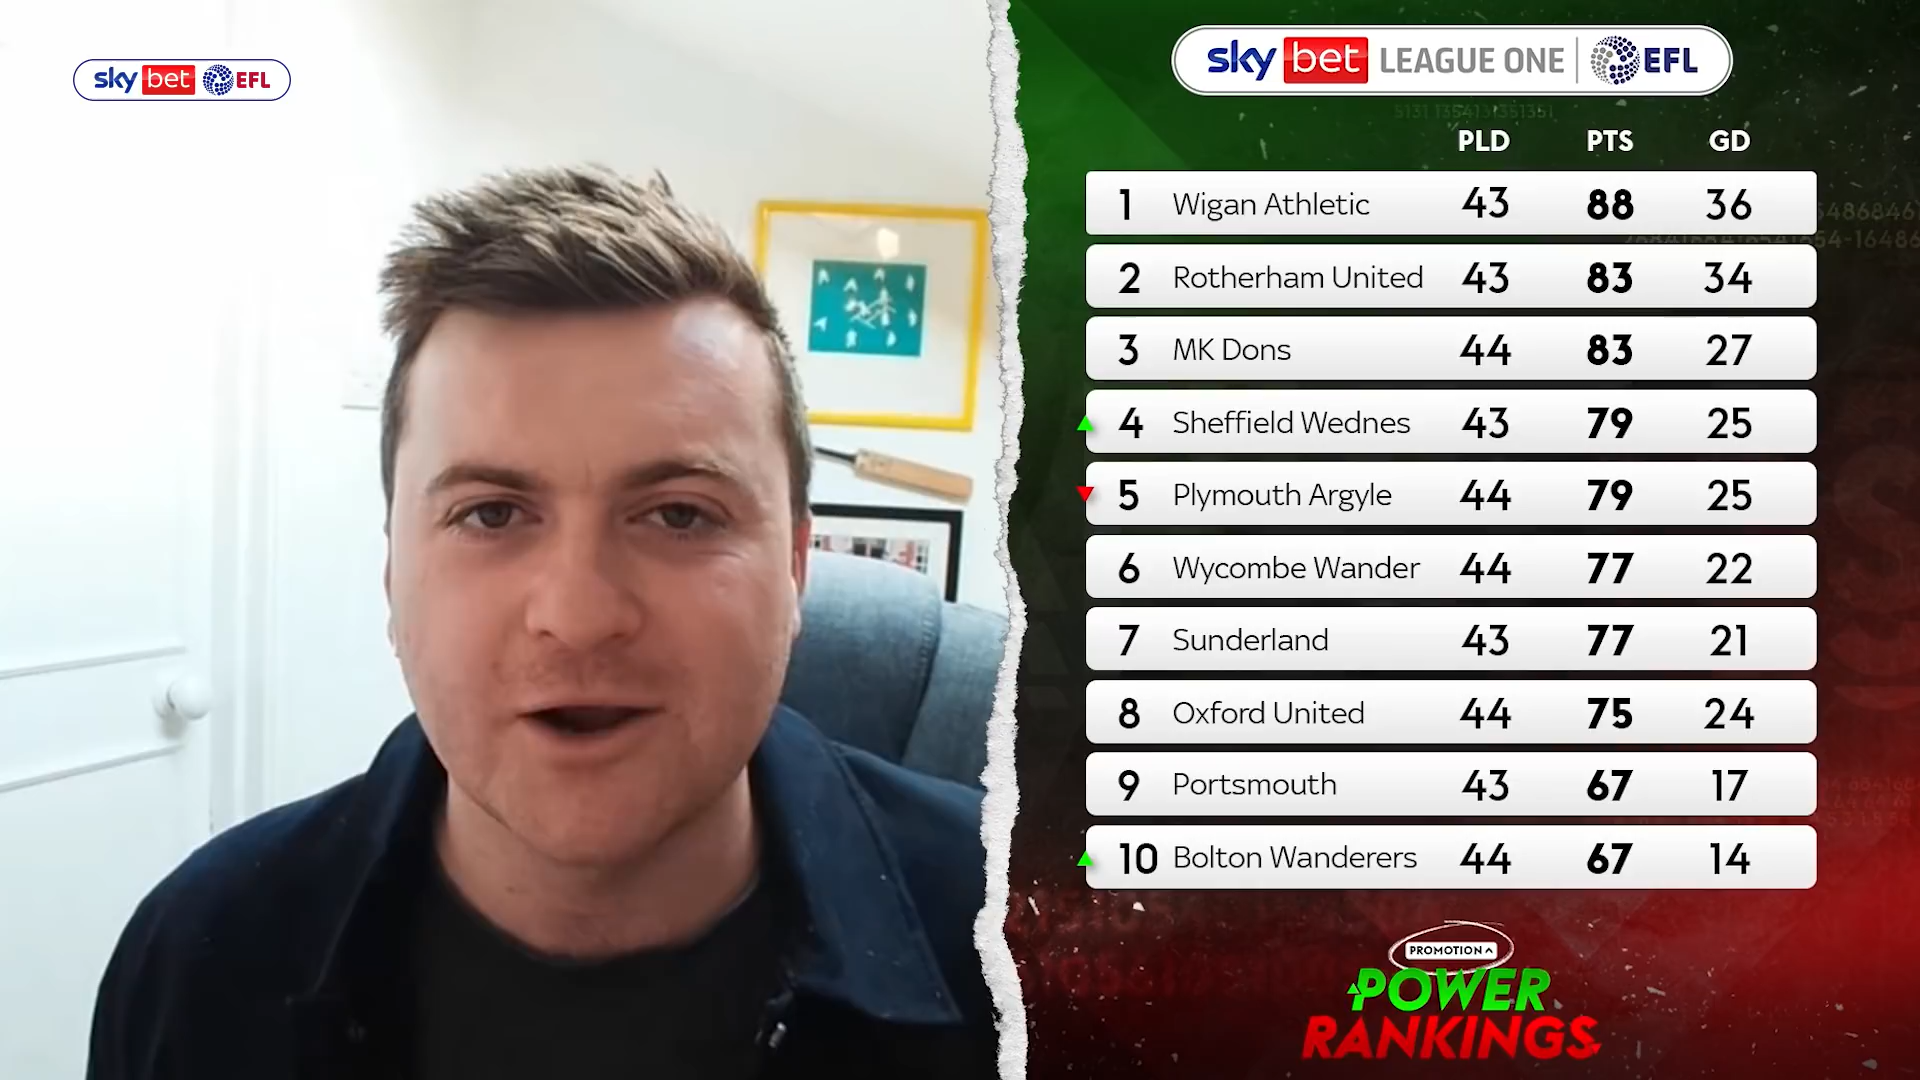 sky bet EFL
sky bet LEAGUE ONE EFL
PLD PTS GD
1 Wigan Athletic 43 88 36
2 Rotherham United 43 83 34
3 MK Dons 44 83 27
4 Sheffield Wednes 43 79 25
5 Plymouth Argyle 44 79 25
6 Wycombe Wander 44 77 22
7 Sunderland 43 77 21
8 Oxford United 44 75 24
9 Portsmouth 43 67 17
10 Bolton Wanderers 44 67 14
PROMOTION
POWER
RANKINGS